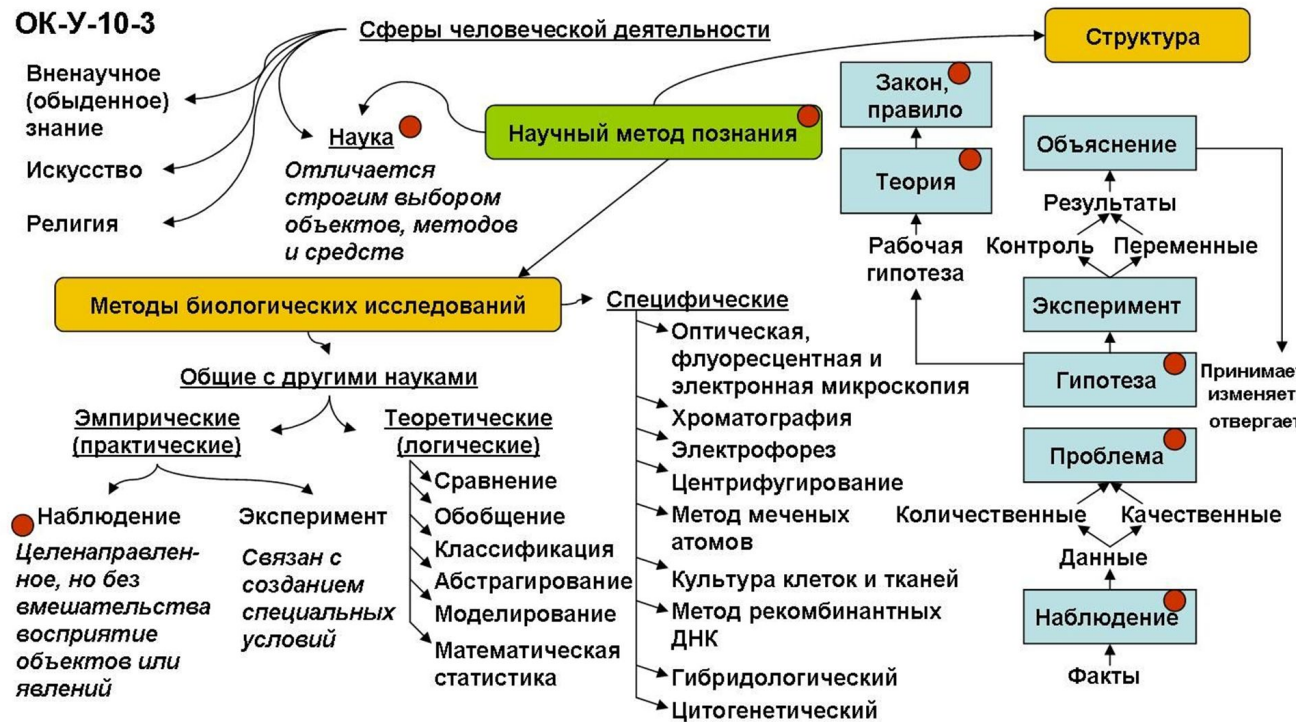 ОК-У-10-3
Сферы человеческой деятельности
Вненаучное
(обыденное)
знание
Искусство
Религия
Наука
Отличается
строгим выбором
объектов, методов
и средств
Научный метод познания
Структура
Закон,
правило
Теория
Рабочая
гипотеза
Объяснение
Результаты
Контроль
Переменные
Эксперимент
Гипотеза
Принимает
изменяет
отвергает
Проблема
Количественные
Качественные
Данные
Наблюдение
Факты
Методы биологических исследований
Общие с другими науками
Эмпирические
(практические)
Наблюдение
Целенаправлен-
ное, но без
вмешательства
восприятие
объектов или
явлений
Эксперимент
Связан с
созданием
специальных
условий
Теоретические
(логические)
Сравнение
Обобщение
Классификация
Абстрагирование
Моделирование
Математическая
статистика
Специфические
Оптическая,
флуоресцентная и
электронная микроскопия
Хроматография
Электрофорез
Центрифугирование
Метод меченых
атомов
Культура клеток и тканей
Метод рекомбинантных
ДНК
Гибридологический
Цитогенетический